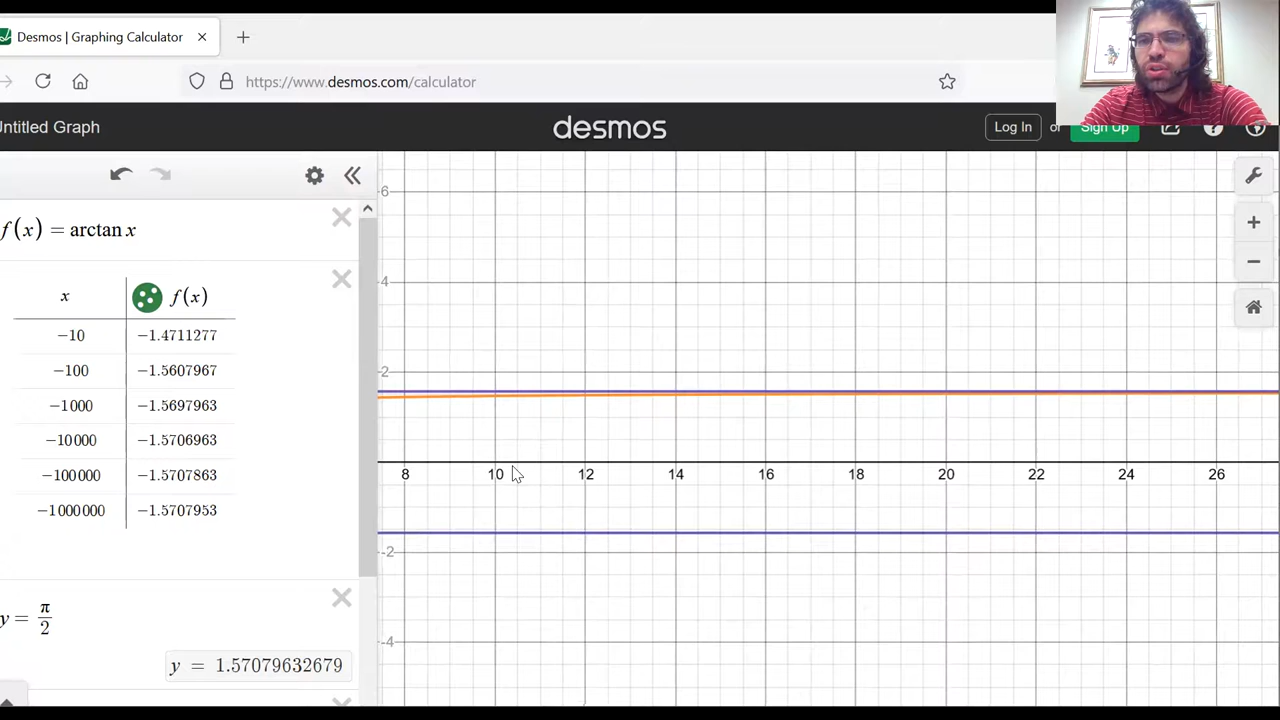 Desmos | Graphing Calculator
https://www.desmos.com/calculator
Untitled Graph
desmos
Log In or Sign Up
f(x) = arctan x
x f(x)
−10 −1.4711277
−100 −1.5607967
−1000 −1.5697963
−10000 −1.5706963
−100000 −1.5707863
−1000000 −1.5707953
y = π/2
y = 1.57079632679
6
4
2
8 10 12 14 16 18 20 22 24 26
-2
-4